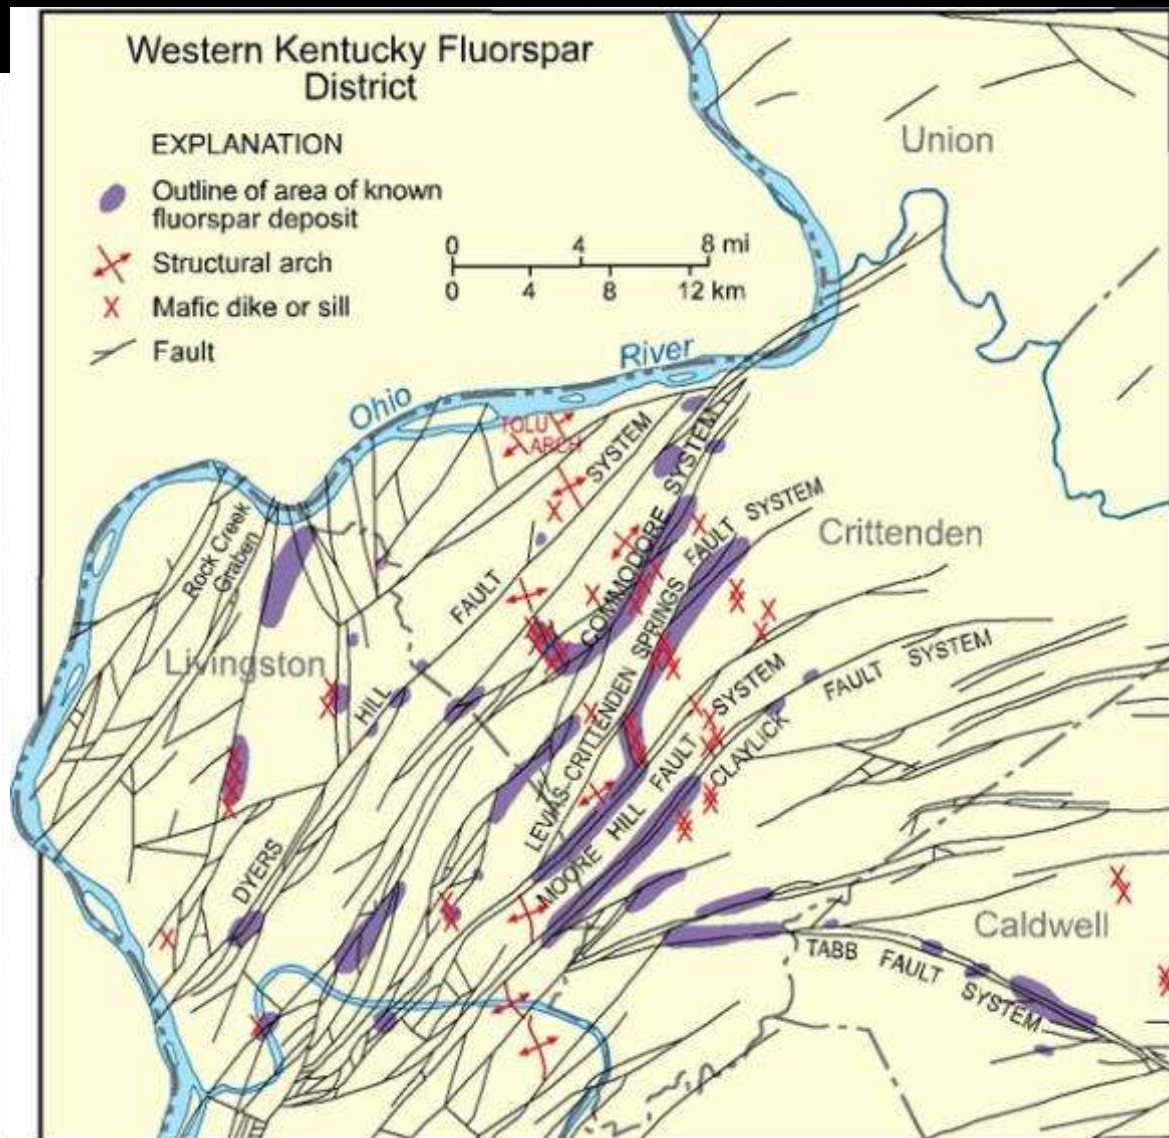 Western Kentucky Fluorspar
District
EXPLANATION
Outline of area of known
fluorspar deposit
Structural arch
Mafic dike or sill
Fault
0 4 8 mi
0 4 8 12 km
Union
Ohio River
TOLU
ARCH
Rock Creek
Graben
Livingston
Crittenden
Caldwell
DYERS HILL FAULT SYSTEM
COMMODORE SYSTEM
LEVIAS-CRITTENDEN SPRINGS FAULT SYSTEM
MOORE HILL FAULT SYSTEM
CLAYLICK FAULT SYSTEM
TABB FAULT SYSTEM